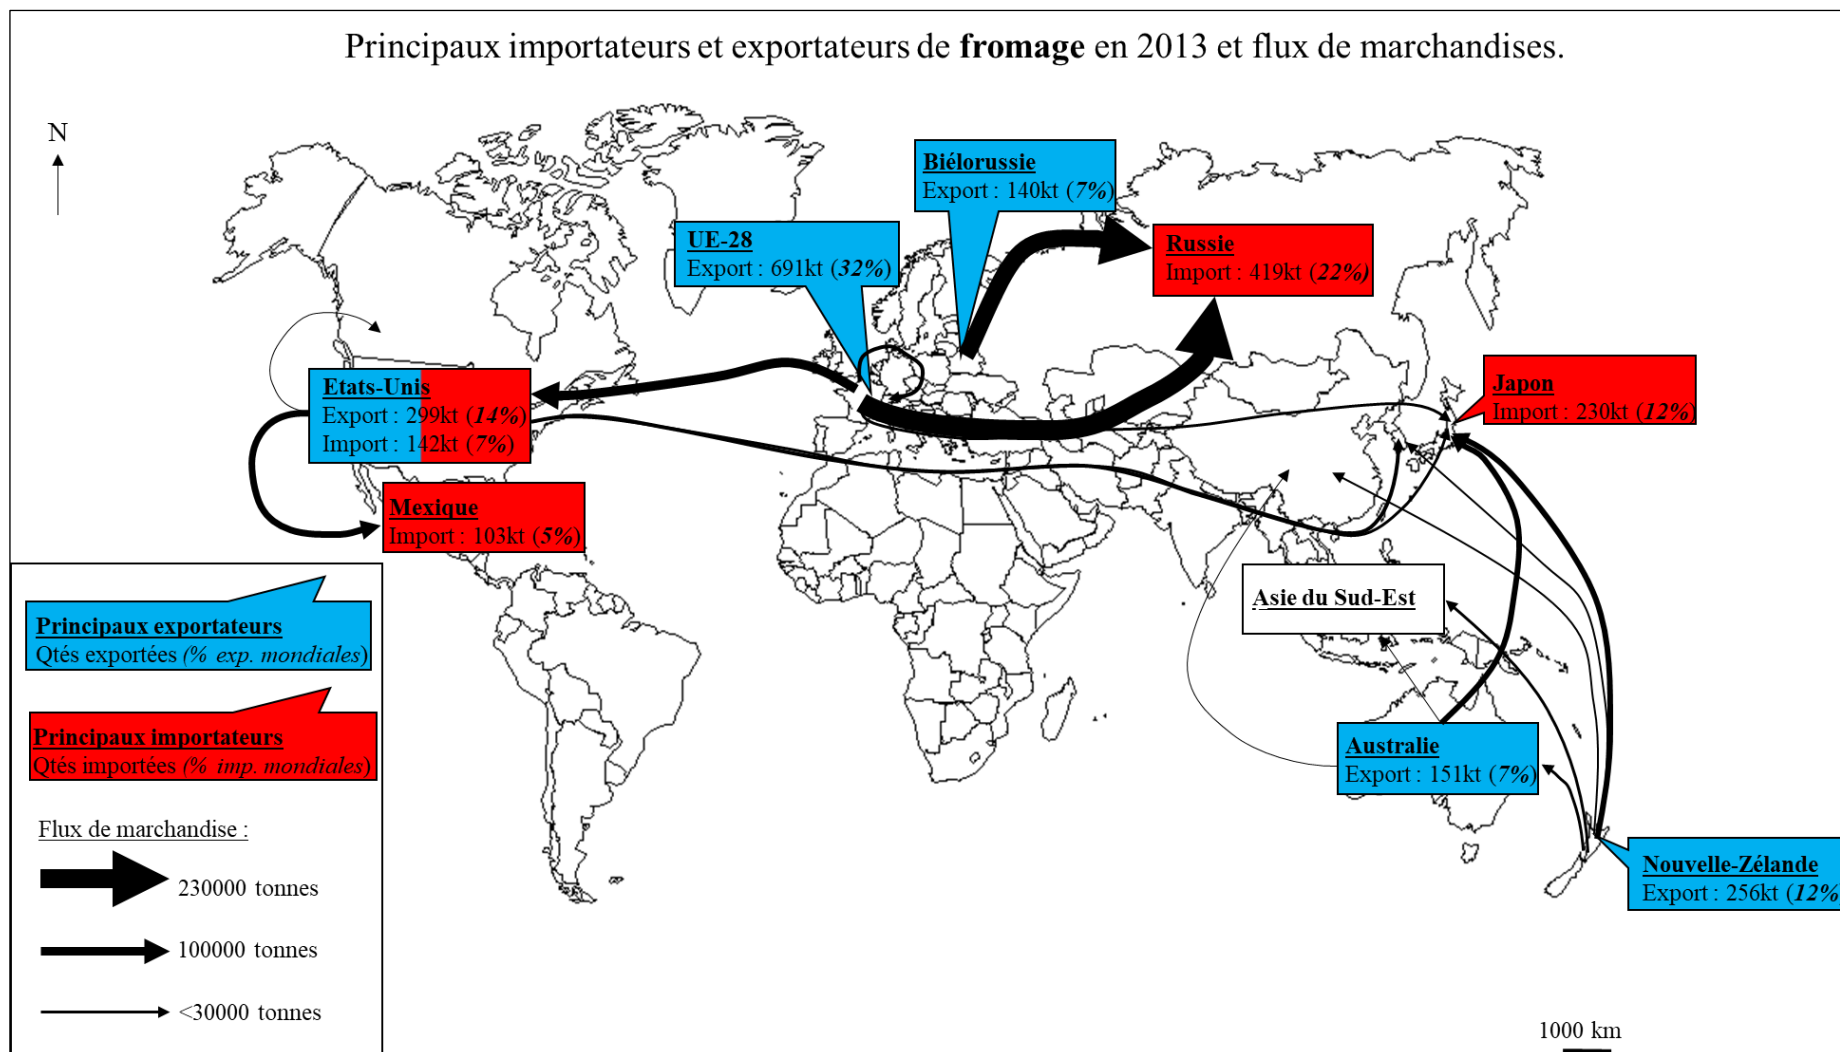 Principaux importateurs et exportateurs de fromage en 2013 et flux de marchandises.
N
Biélorussie
Export : 140kt (7%)
UE-28
Export : 691kt (32%)
Russie
Import : 419kt (22%)
Etats-Unis
Export : 299kt (14%)
Import : 142kt (7%)
Japon
Import : 230kt (12%)
Mexique
Import : 103kt (5%)
Asie du Sud-Est
Australie
Export : 151kt (7%)
Nouvelle-Zélande
Export : 256kt (12%)
Principaux exportateurs
Qtés exportées (% exp. mondiales)
Principaux importateurs
Qtés importées (% imp. mondiales)
Flux de marchandise :
230000 tonnes
100000 tonnes
<30000 tonnes
1000 km